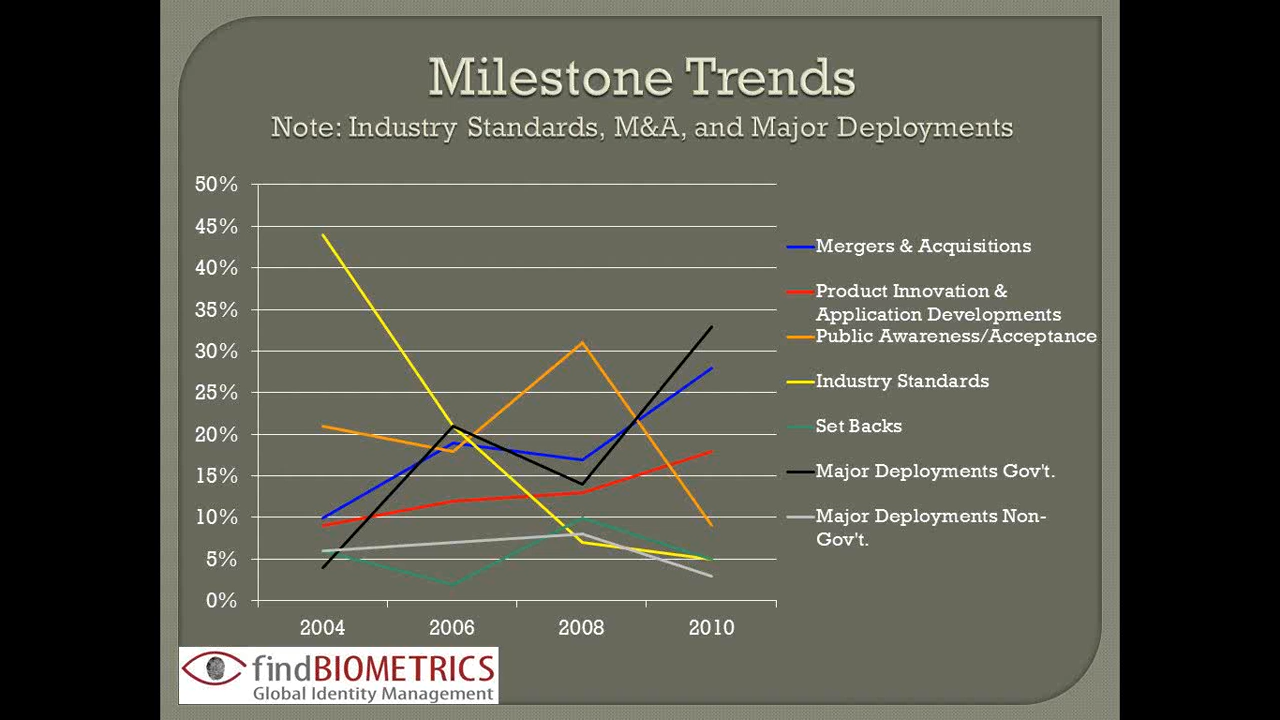 Milestone Trends
Note: Industry Standards, M&A, and Major Deployments
50%
45%
40%
35%
30%
25%
20%
15%
10%
5%
0%
2004 2006 2008 2010
Mergers & Acquisitions
Product Innovation &
Application Developments
Public Awareness/Acceptance
Industry Standards
Set Backs
Major Deployments Gov't.
Major Deployments Non-
Gov't.
findBIOMETRICS
Global Identity Management